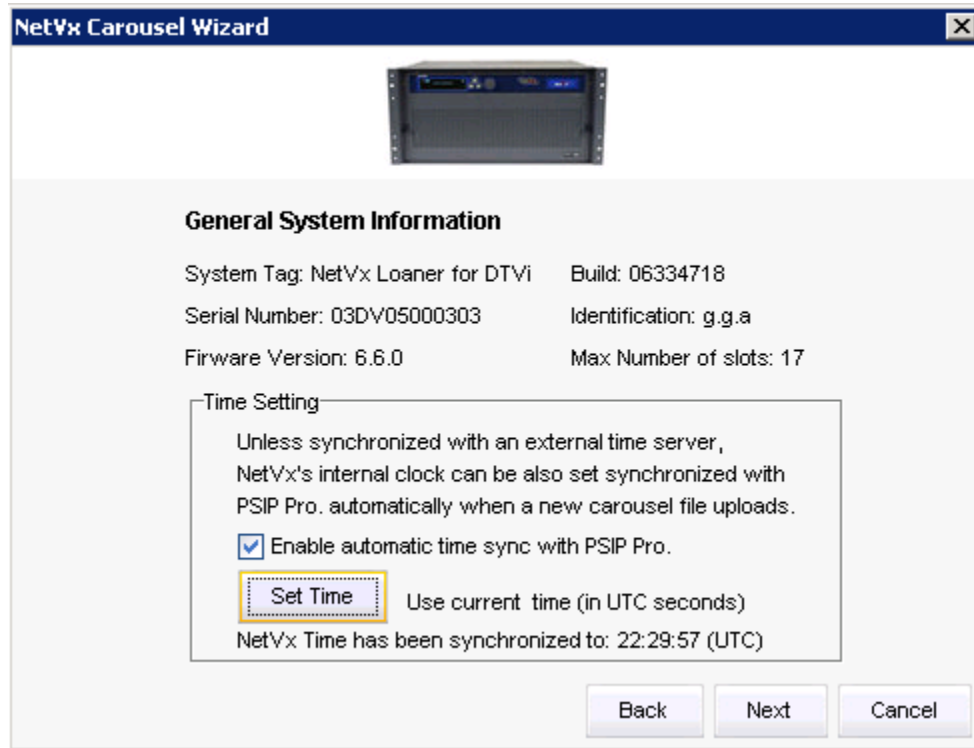 NetVx Carousel Wizard
General System Information
System Tag: NetVx Loaner for DTVi
Build: 06334718
Serial Number: 03DV05000303
Identification: g.g.a
Firware Version: 6.6.0
Max Number of slots: 17
Time Setting
Unless synchronized with an external time server,
NetVx's internal clock can be also set synchronized with
PSIP Pro. automatically when a new carousel file uploads.
Enable automatic time sync with PSIP Pro.
Set Time
Use current time (in UTC seconds)
NetVx Time has been synchronized to: 22:29:57 (UTC)
Back
Next
Cancel